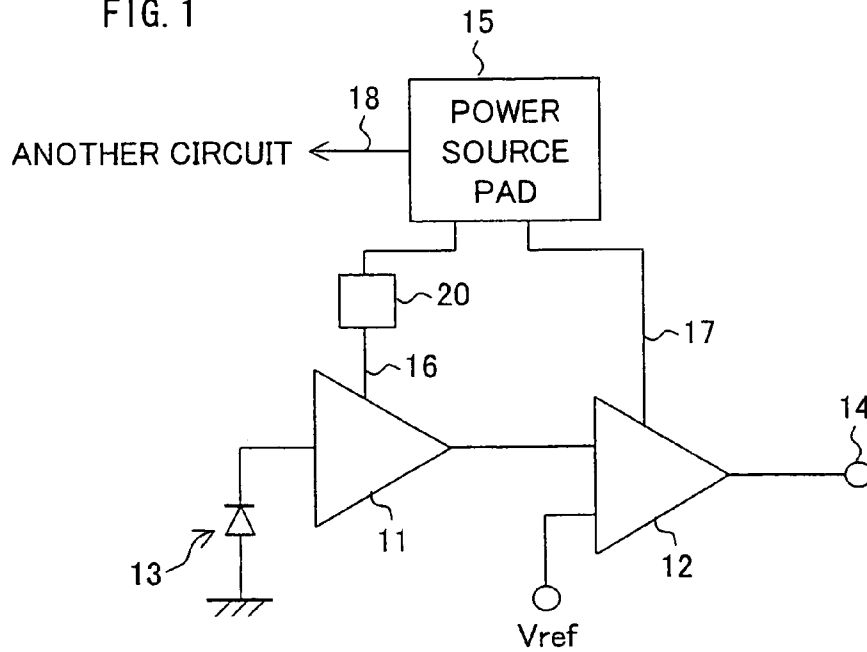 FIG. 1
15
18
POWER
SOURCE
PAD
ANOTHER CIRCUIT
20
16
17
14
11
12
13
Vref